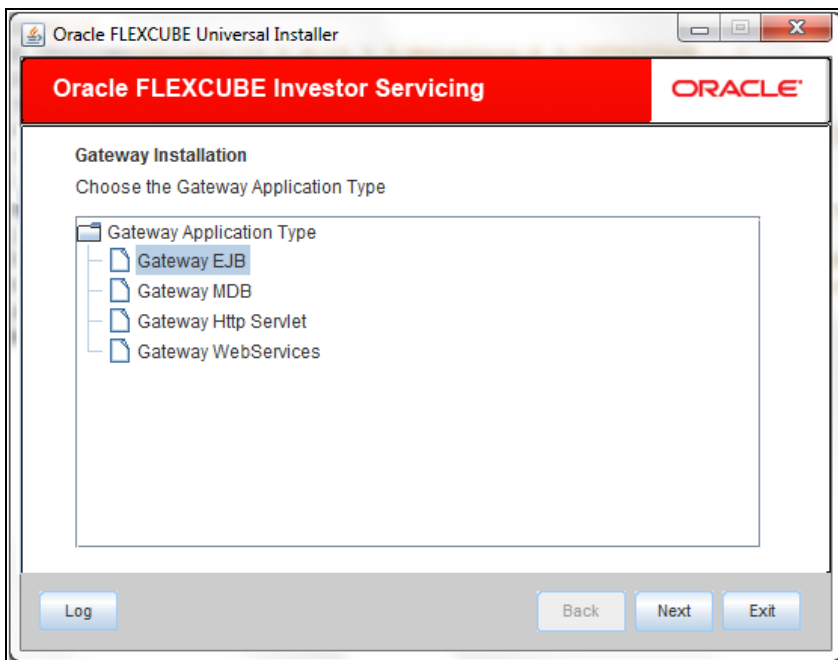 Oracle FLEXCUBE Universal Installer
Oracle FLEXCUBE Investor Servicing
ORACLE
Gateway Installation
Choose the Gateway Application Type
Gateway Application Type
Gateway EJB
Gateway MDB
Gateway Http Servlet
Gateway WebServices
Log Back Next Exit